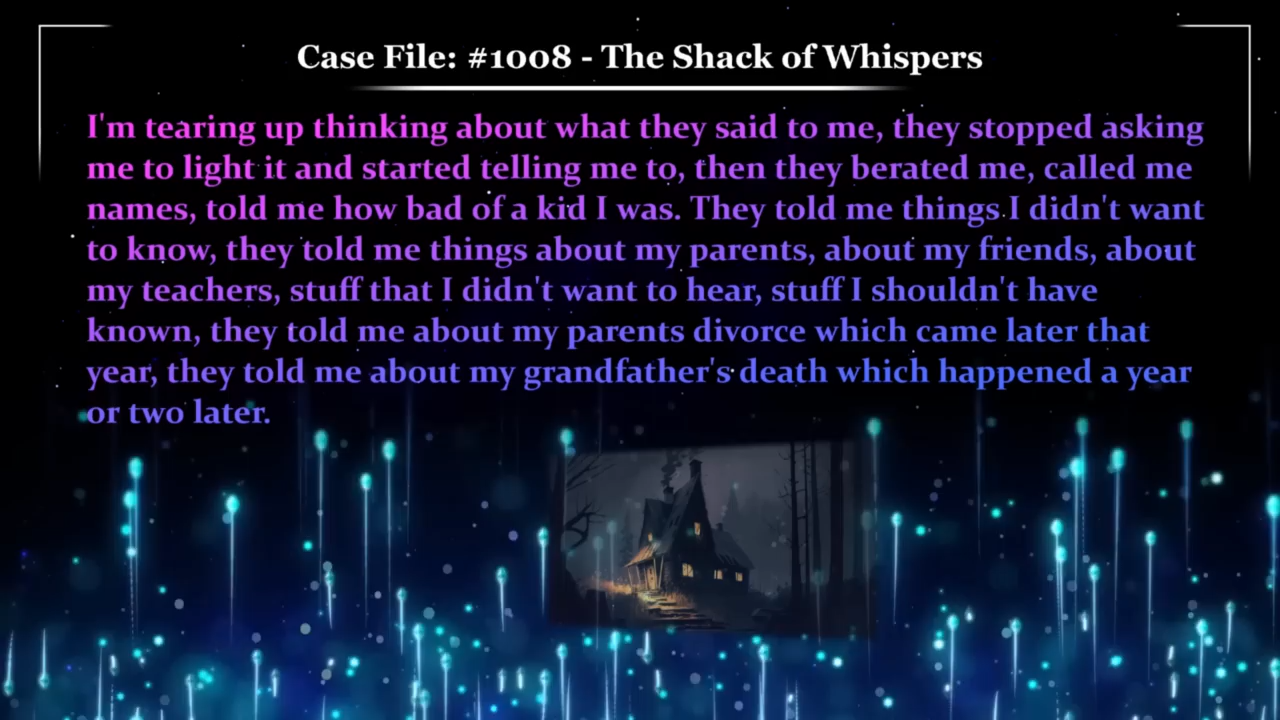 Case File: #1008 - The Shack of Whispers
I'm tearing up thinking about what they said to me, they stopped asking
me to light it and started telling me to, then they berated me, called me
names, told me how bad of a kid I was. They told me things I didn't want
to know, they told me things about my parents, about my friends, about
my teachers, stuff that I didn't want to hear, stuff I shouldn't have
known, they told me about my parents divorce which came later that
year, they told me about my grandfather's death which happened a year
or two later.